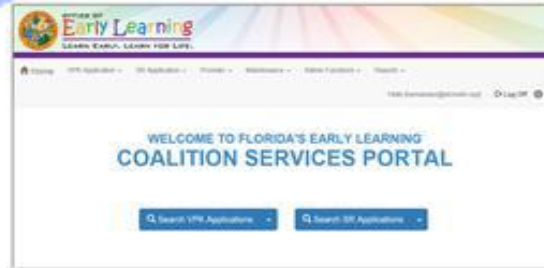 OFFICE OF
Early Learning
LEARN EARLY. LEARN FOR LIFE.
Home VPK Application SR Application Provider Maintenance Admin Functions Reports
Log Off
WELCOME TO FLORIDA'S EARLY LEARNING
COALITION SERVICES PORTAL
Search VPK Applications Search SR Applications